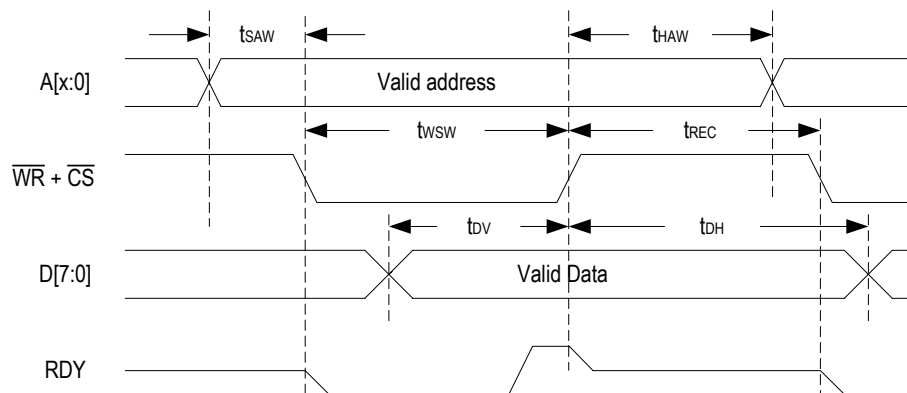 tSAW tHAW
A[x:0] Valid address
tWSW tREC
WR + CS
tDV tDH
D[7:0] Valid Data
RDY